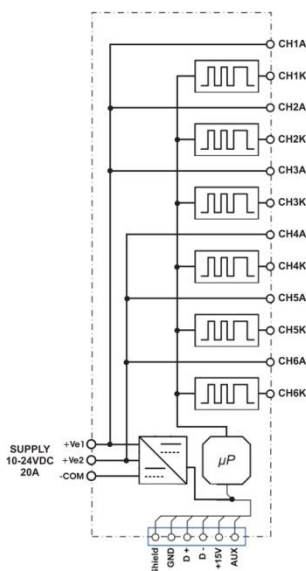 CH1A
CH1K
CH2A
CH2K
CH3A
CH3K
CH4A
CH4K
CH5A
CH5K
CH6A
CH6K
SUPPLY
10-24VDC
20A
+Ve1
+Ve2
-COM
µP
Shield
GND
D +
D -
+15V
AUX